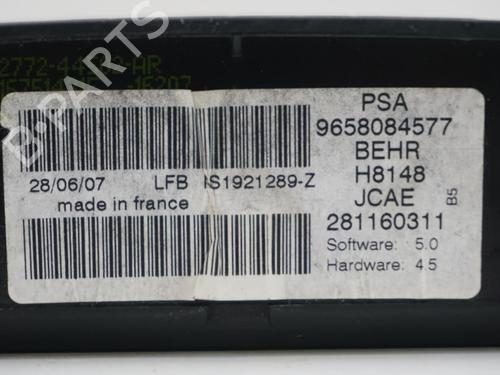 PSA
9658084577
BEHR
H8148
JCAE
B5
281160311
Software: 5.0
Hardware: 4.5
28/06/07 LFB IS1921289-Z
made in france
B-PARTS